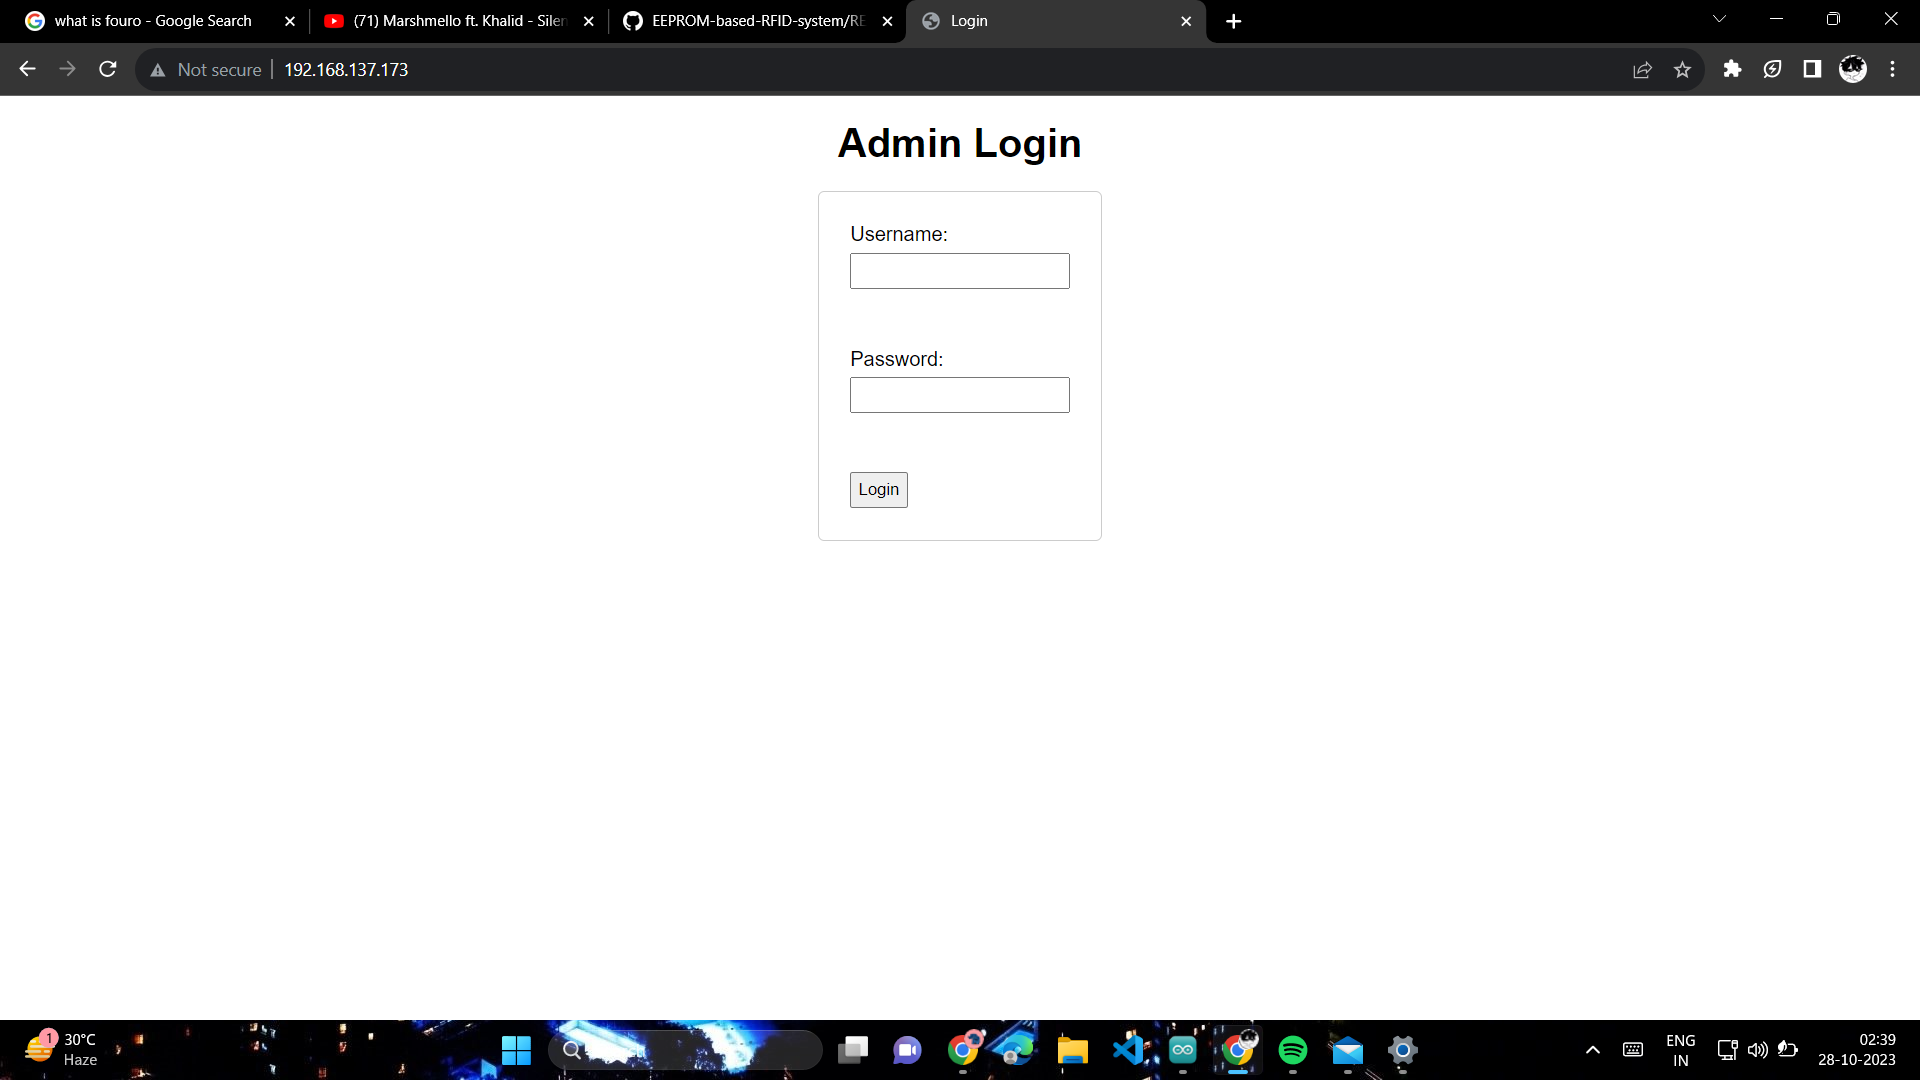 what is fouro - Google Search
(71) Marshmello ft. Khalid - Silen
EEPROM-based-RFID-system/RE
Login
Not secure
192.168.137.173
Admin Login
Username:
Password:
Login
1
30°C
Haze
ENG
IN
02:39
28-10-2023